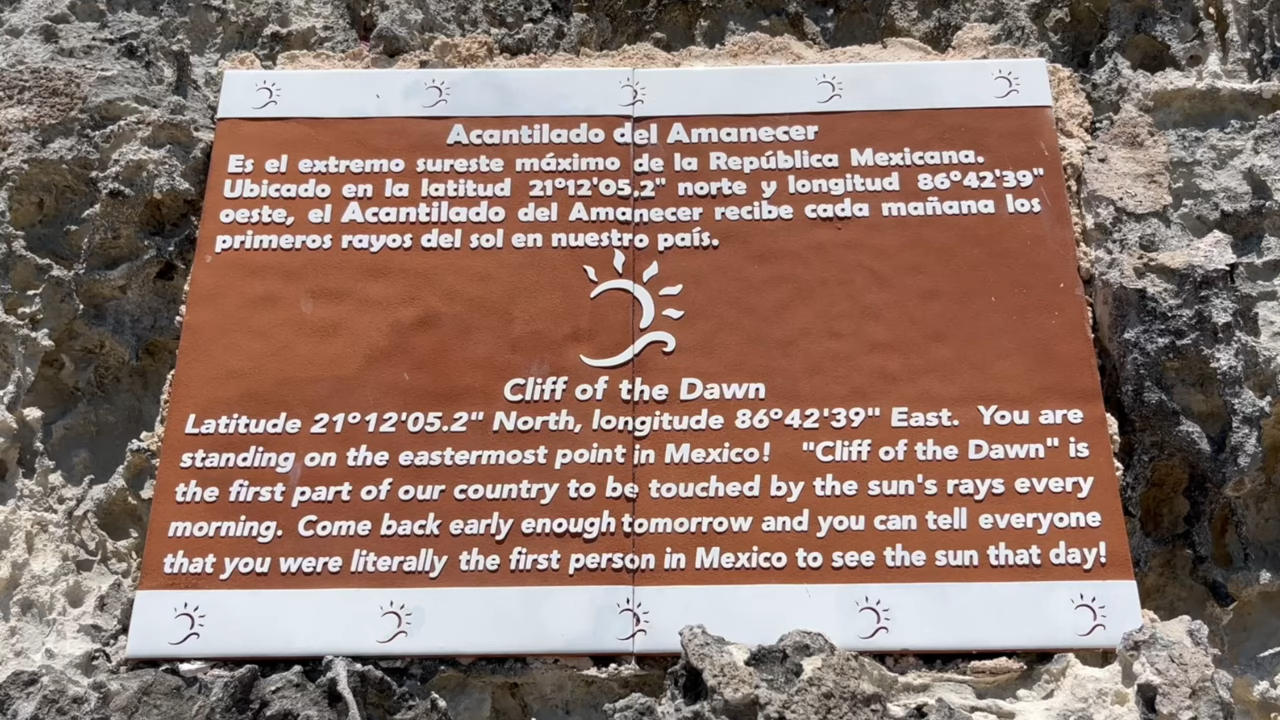 Acantilado del Amanecer
Es el extremo sureste máximo de la República Mexicana.
Ubicado en la latitud 21°12'05.2" norte y longitud 86°42'39"
oeste, el Acantilado del Amanecer recibe cada mañana los
primeros rayos del sol en nuestro país.
Cliff of the Dawn
Latitude 21°12'05.2" North, longitude 86°42'39" East. You are
standing on the eastermost point in Mexico! "Cliff of the Dawn" is
the first part of our country to be touched by the sun's rays every
morning. Come back early enough tomorrow and you can tell everyone
that you were literally the first person in Mexico to see the sun that day!